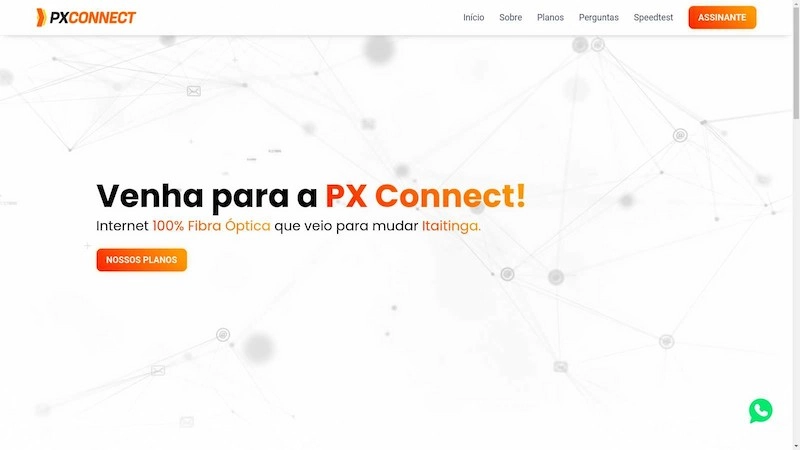 PXCONNECT
Início
Sobre
Planos
Perguntas
Speedtest
ASSINANTE
Venha para a PX Connect!
Internet 100% Fibra Óptica que veio para mudar Itaitinga.
NOSSOS PLANOS